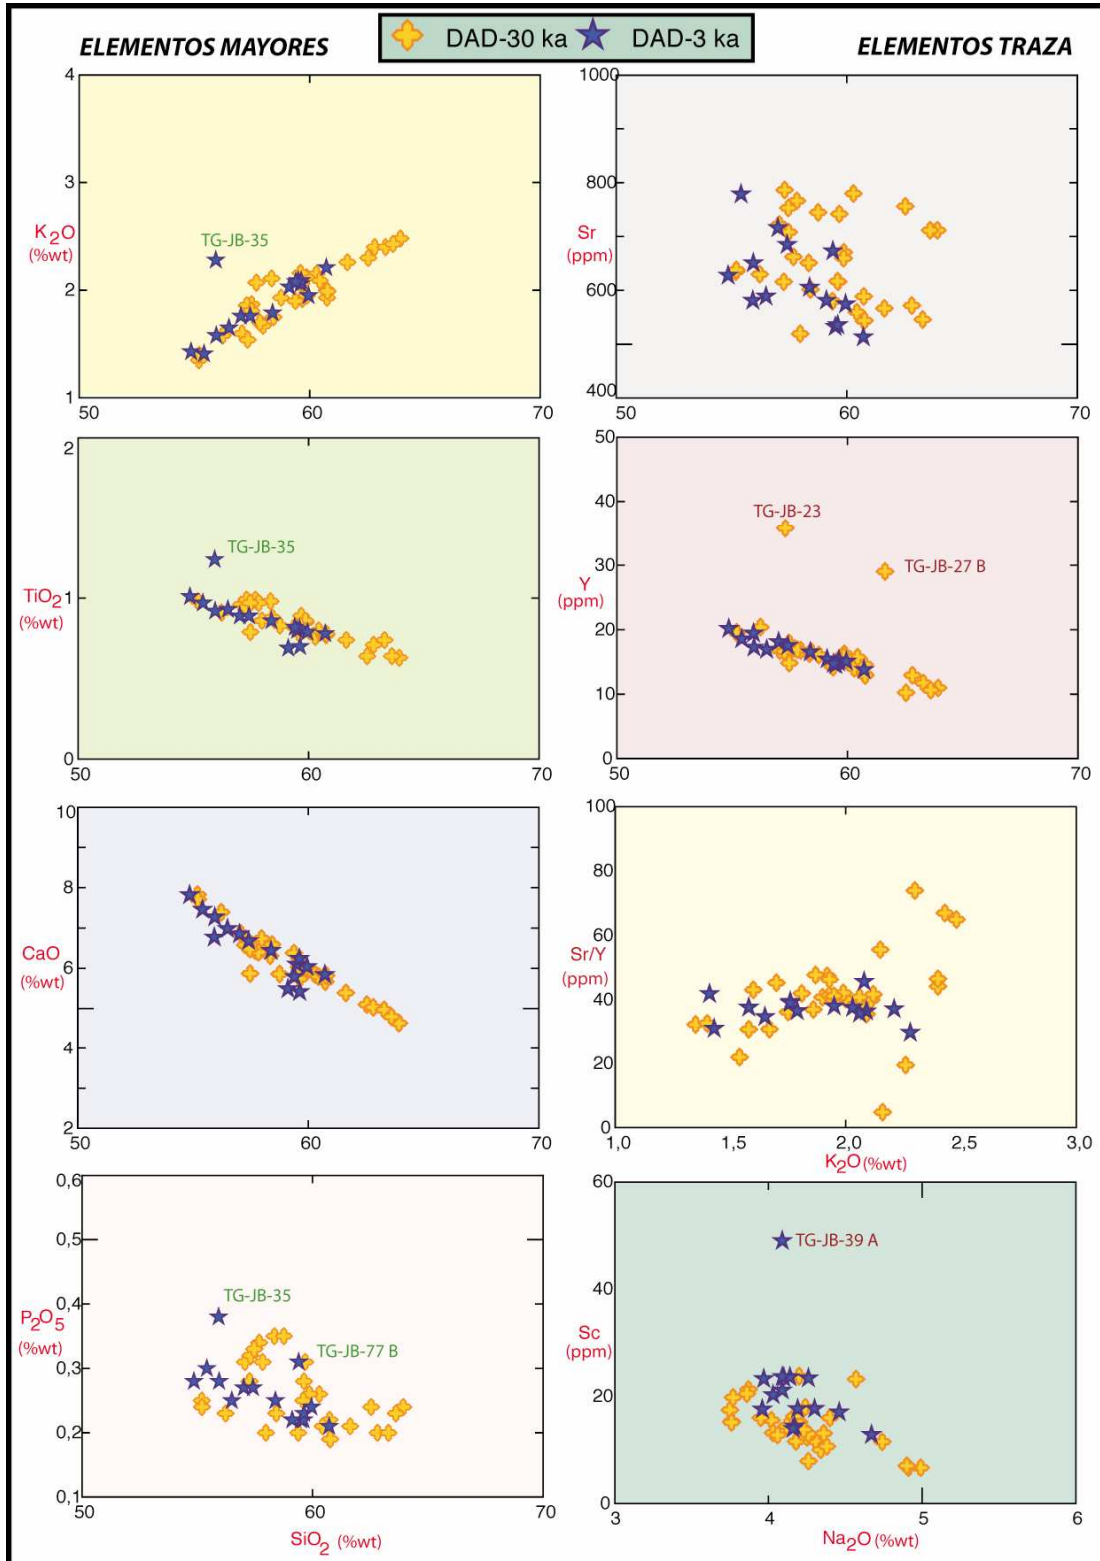 ELEMENTOS MAYORES
DAD-30 ka
DAD-3 ka
ELEMENTOS TRAZA
4
3
2
1
K2O
(%wt)
TG-JB-35
50
60
70
1000
800
600
400
Sr
(ppm)
50
60
70
2
1
0
TiO2
(%wt)
TG-JB-35
50
60
70
50
40
30
20
10
0
Y
(ppm)
TG-JB-23
TG-JB-27 B
50
60
70
10
8
6
4
2
CaO
(%wt)
50
60
70
100
80
60
40
20
0
Sr/Y
(ppm)
1,0
1,5
2,0
2,5
3,0
K2O (%wt)
0,6
0,5
0,4
0,3
0,2
0,1
P2O5
(%wt)
TG-JB-35
TG-JB-77 B
50
60
70
SiO2 (%wt)
60
40
20
0
Sc
(ppm)
TG-JB-39 A
3
4
5
6
Na2O (%wt)